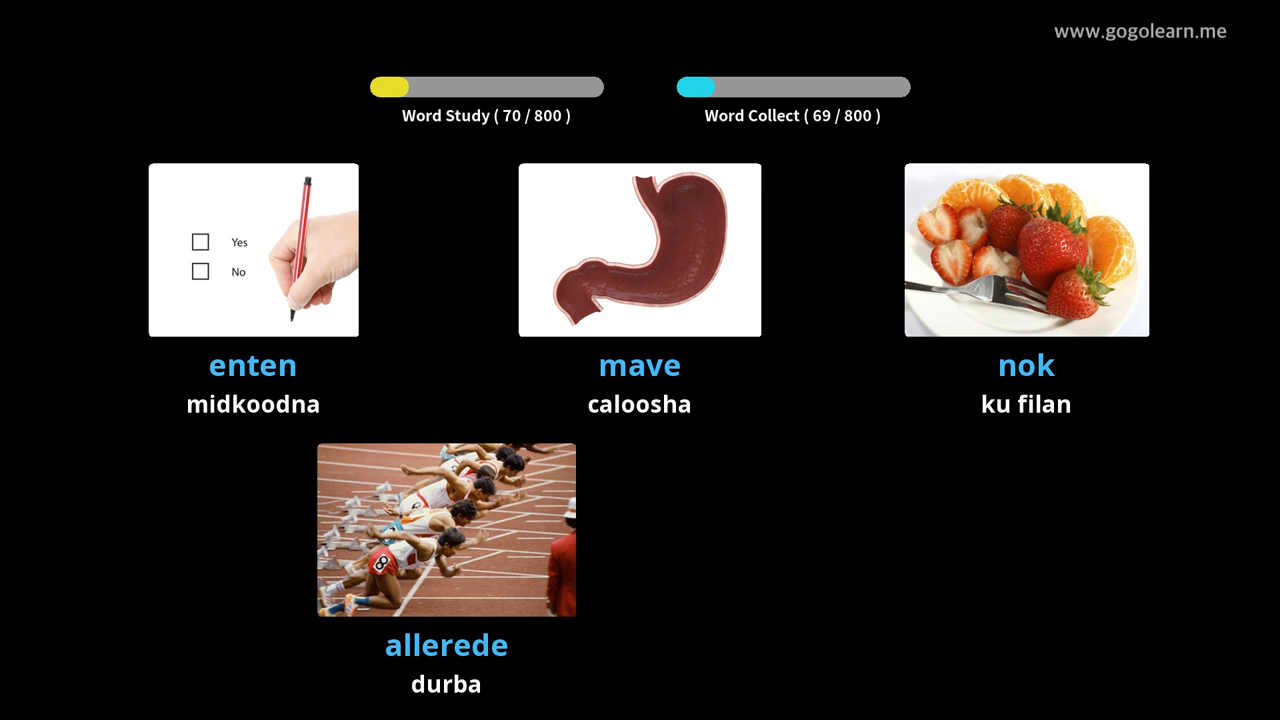 www.gogolearn.me
Word Study ( 70 / 800 )
Word Collect ( 69 / 800 )
Yes
No
enten
midkoodna
mave
caloosha
nok
ku filan
8
allerede
durba